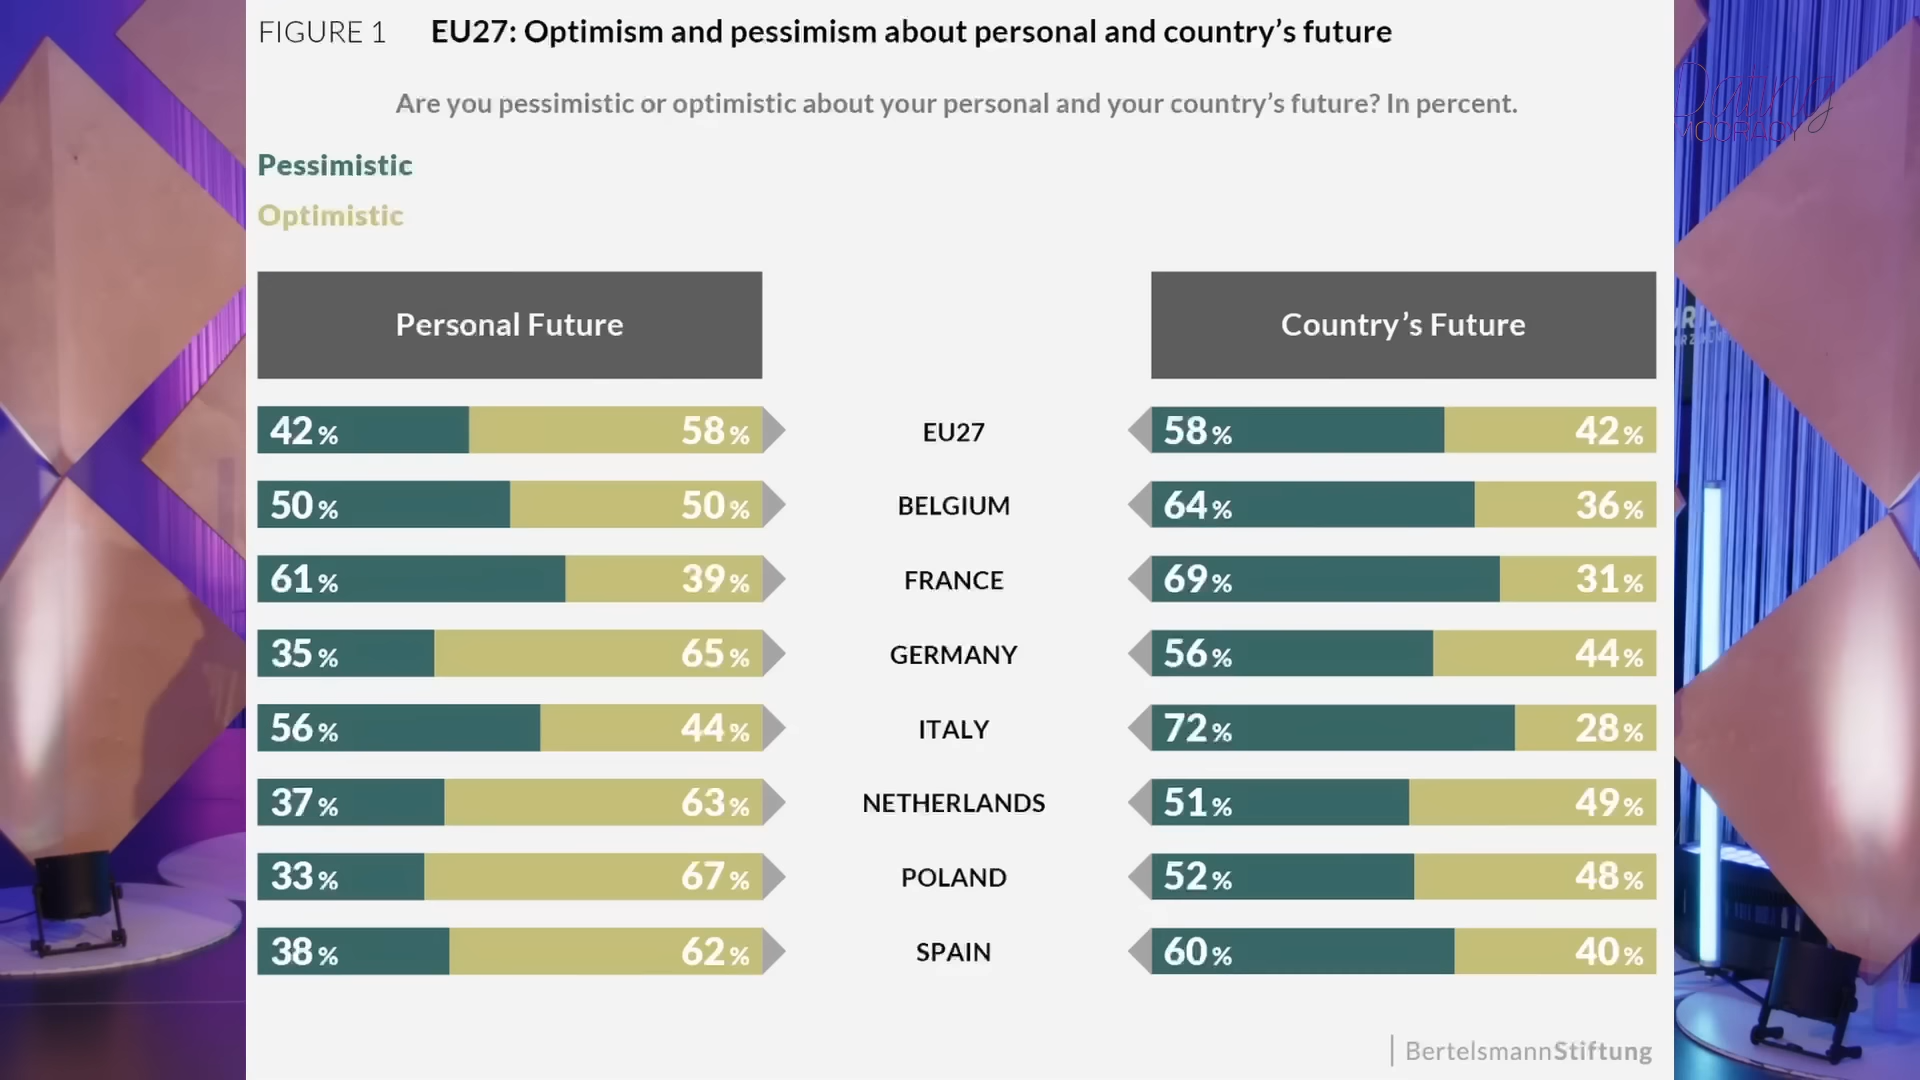 FIGURE 1 EU27: Optimism and pessimism about personal and country's future
Are you pessimistic or optimistic about your personal and your country's future? In percent.
Pessimistic
Optimistic
Personal Future Country's Future
42% 58% EU27 58% 42%
50% 50% BELGIUM 64% 36%
61% 39% FRANCE 69% 31%
35% 65% GERMANY 56% 44%
56% 44% ITALY 72% 28%
37% 63% NETHERLANDS 51% 49%
33% 67% POLAND 52% 48%
38% 62% SPAIN 60% 40%
BertelsmannStiftung